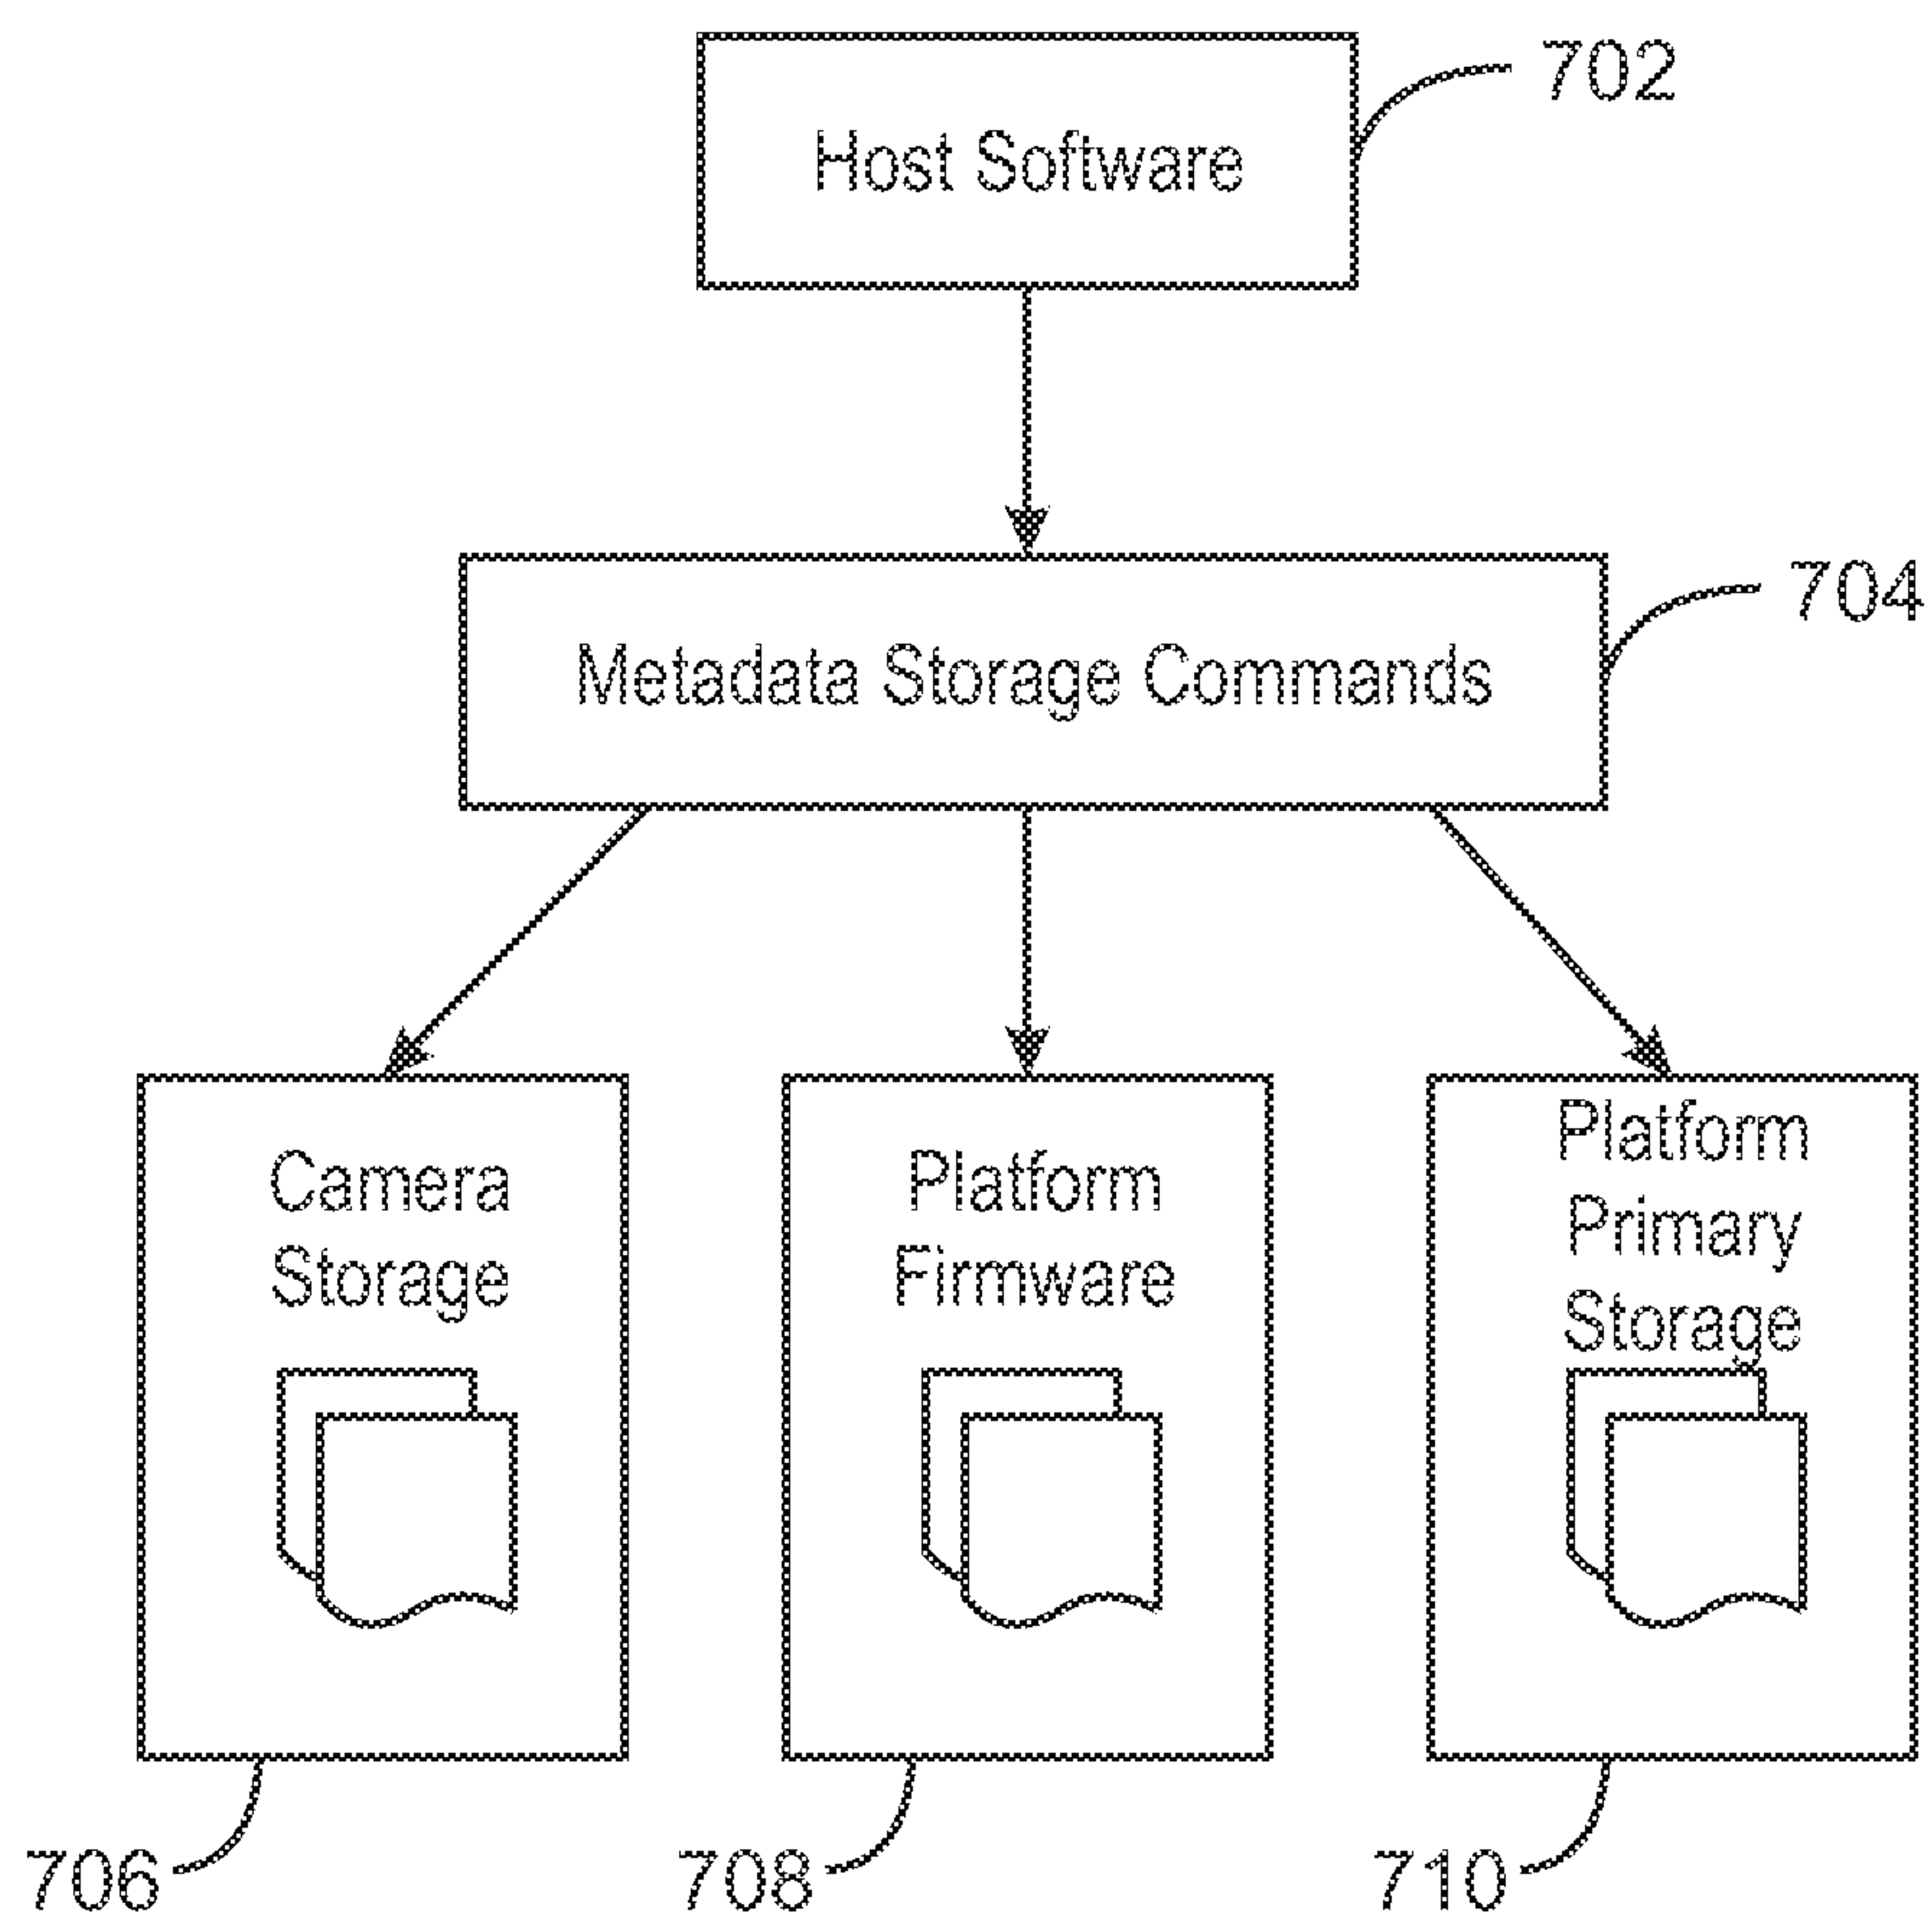 Host Software
702
Metadata Storage Commands
704
Camera
Storage
Platform
Firmware
Platform
Primary
Storage
706
708
710